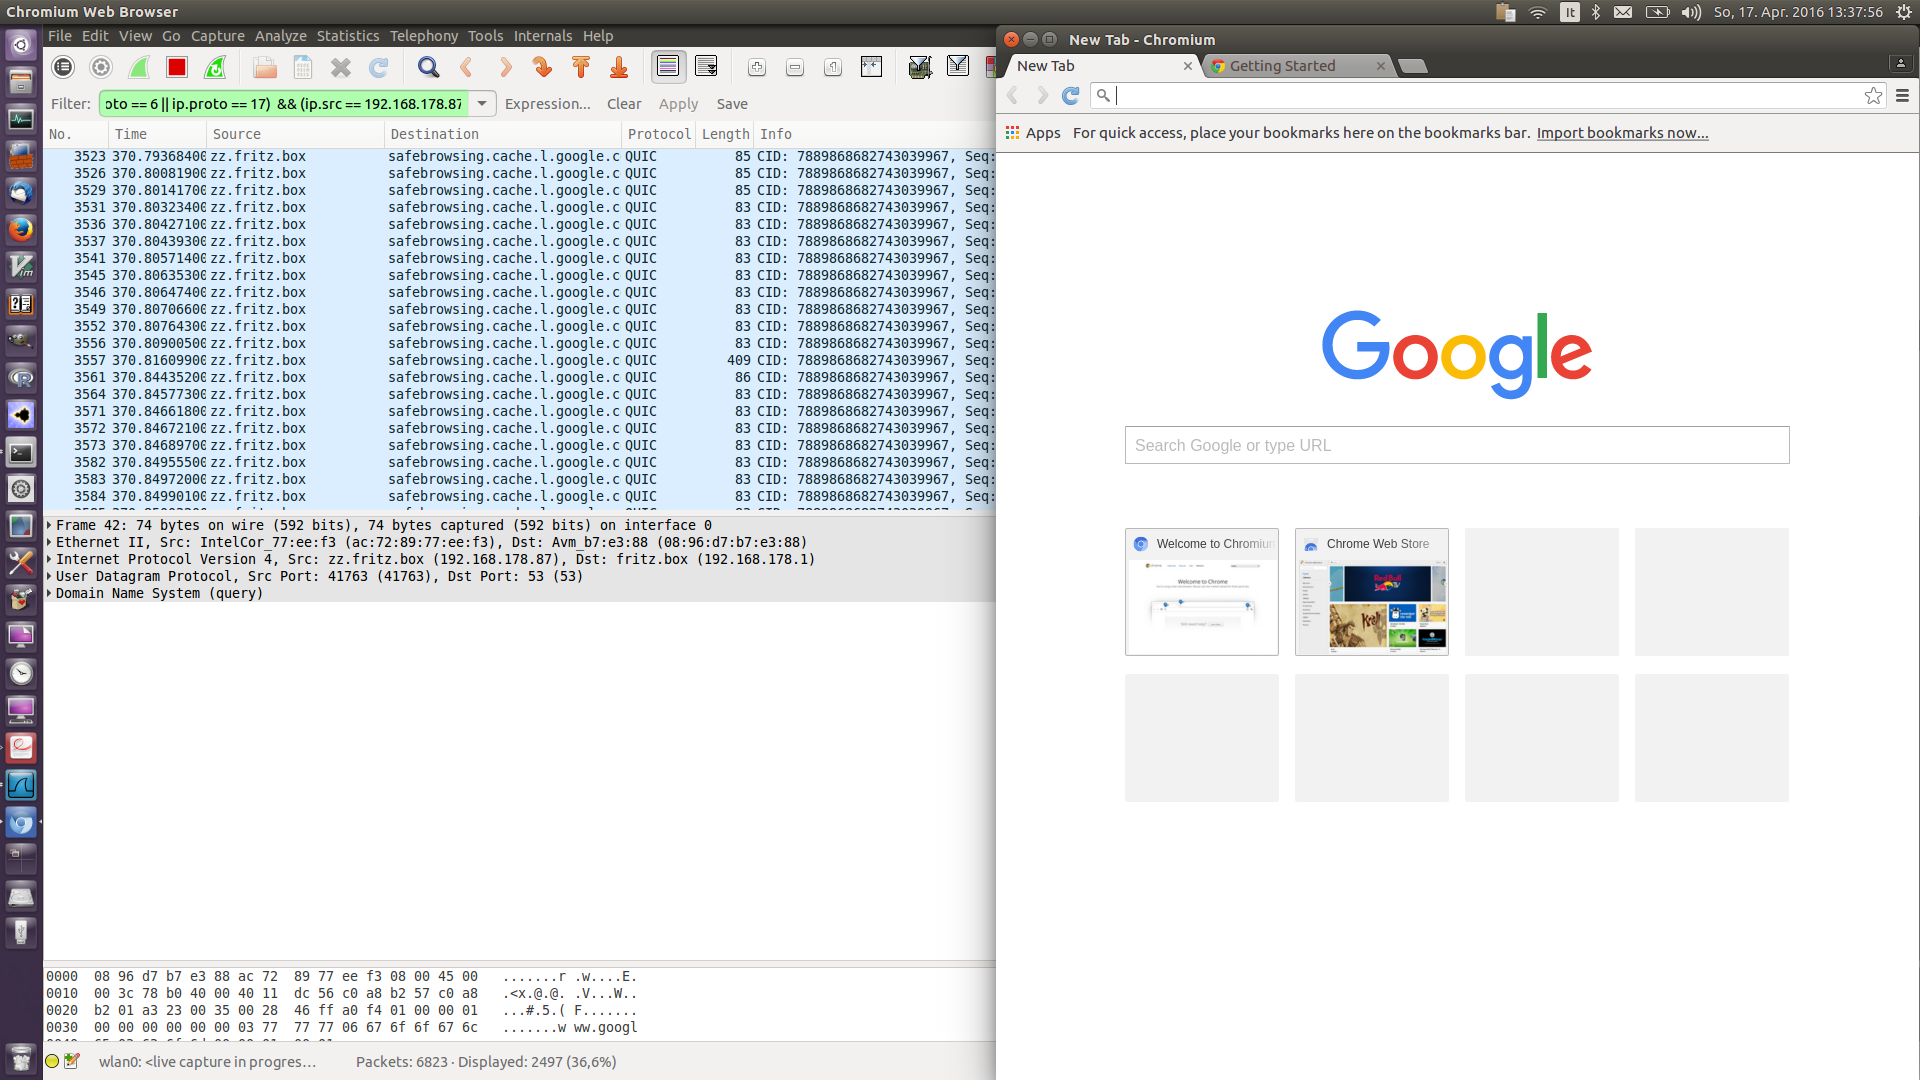 Chromium Web Browser
It
So, 17. Apr. 2016 13:37:56
File Edit View Go Capture Analyze Statistics Telephony Tools Internals Help
Filter: oto == 6 || ip.proto == 17) && (ip.src == 192.168.178.87 Expression... Clear Apply Save
No. Time Source Destination Protocol Length Info
3523 370.79368400 zz.fritz.box safebrowsing.cache.l.google.c QUIC 85 CID: 7889868682743039967, Seq:
3526 370.80081900 zz.fritz.box safebrowsing.cache.l.google.c QUIC 85 CID: 7889868682743039967, Seq:
3529 370.80141700 zz.fritz.box safebrowsing.cache.l.google.c QUIC 85 CID: 7889868682743039967, Seq:
3531 370.80323400 zz.fritz.box safebrowsing.cache.l.google.c QUIC 83 CID: 7889868682743039967, Seq:
3536 370.80427100 zz.fritz.box safebrowsing.cache.l.google.c QUIC 83 CID: 7889868682743039967, Seq:
3537 370.80439300 zz.fritz.box safebrowsing.cache.l.google.c QUIC 83 CID: 7889868682743039967, Seq:
3541 370.80571400 zz.fritz.box safebrowsing.cache.l.google.c QUIC 83 CID: 7889868682743039967, Seq:
3545 370.80635300 zz.fritz.box safebrowsing.cache.l.google.c QUIC 83 CID: 7889868682743039967, Seq:
3546 370.80647400 zz.fritz.box safebrowsing.cache.l.google.c QUIC 83 CID: 7889868682743039967, Seq:
3549 370.80706600 zz.fritz.box safebrowsing.cache.l.google.c QUIC 83 CID: 7889868682743039967, Seq:
3552 370.80764300 zz.fritz.box safebrowsing.cache.l.google.c QUIC 83 CID: 7889868682743039967, Seq:
3556 370.80900500 zz.fritz.box safebrowsing.cache.l.google.c QUIC 83 CID: 7889868682743039967, Seq:
3557 370.81609900 zz.fritz.box safebrowsing.cache.l.google.c QUIC 409 CID: 7889868682743039967, Seq:
3561 370.84435200 zz.fritz.box safebrowsing.cache.l.google.c QUIC 86 CID: 7889868682743039967, Seq:
3564 370.84577300 zz.fritz.box safebrowsing.cache.l.google.c QUIC 83 CID: 7889868682743039967, Seq:
3571 370.84661800 zz.fritz.box safebrowsing.cache.l.google.c QUIC 83 CID: 7889868682743039967, Seq:
3572 370.84672100 zz.fritz.box safebrowsing.cache.l.google.c QUIC 83 CID: 7889868682743039967, Seq:
3573 370.84689700 zz.fritz.box safebrowsing.cache.l.google.c QUIC 83 CID: 7889868682743039967, Seq:
3582 370.84955500 zz.fritz.box safebrowsing.cache.l.google.c QUIC 83 CID: 7889868682743039967, Seq:
3583 370.84972000 zz.fritz.box safebrowsing.cache.l.google.c QUIC 83 CID: 7889868682743039967, Seq:
3584 370.84990100 zz.fritz.box safebrowsing.cache.l.google.c QUIC 83 CID: 7889868682743039967, Seq:
Frame 42: 74 bytes on wire (592 bits), 74 bytes captured (592 bits) on interface 0
Ethernet II, Src: IntelCor_77:ee:f3 (ac:72:89:77:ee:f3), Dst: Avm_b7:e3:88 (08:96:d7:b7:e3:88)
Internet Protocol Version 4, Src: zz.fritz.box (192.168.178.87), Dst: fritz.box (192.168.178.1)
User Datagram Protocol, Src Port: 41763 (41763), Dst Port: 53 (53)
Domain Name System (query)
0000 08 96 d7 b7 e3 88 ac 72 89 77 ee f3 08 00 45 00 .......r .w....E.
0010 00 3c 78 b0 40 00 40 11 dc 56 c0 a8 b2 57 c0 a8 .<x.@.@. .V...W..
0020 b2 01 a3 23 00 35 00 28 46 ff a0 f4 01 00 00 01 ...#.5.( F.......
0030 00 00 00 00 00 00 03 77 77 77 06 67 6f 6f 67 6c .......w ww.googl
wlan0: <live capture in progres... Packets: 6823 · Displayed: 2497 (36,6%)
New Tab - Chromium
New Tab
Getting Started
Apps For quick access, place your bookmarks here on the bookmarks bar. Import bookmarks now...
Google
Search Google or type URL
Welcome to Chromium
Chrome Web Store
Welcome to Chrome